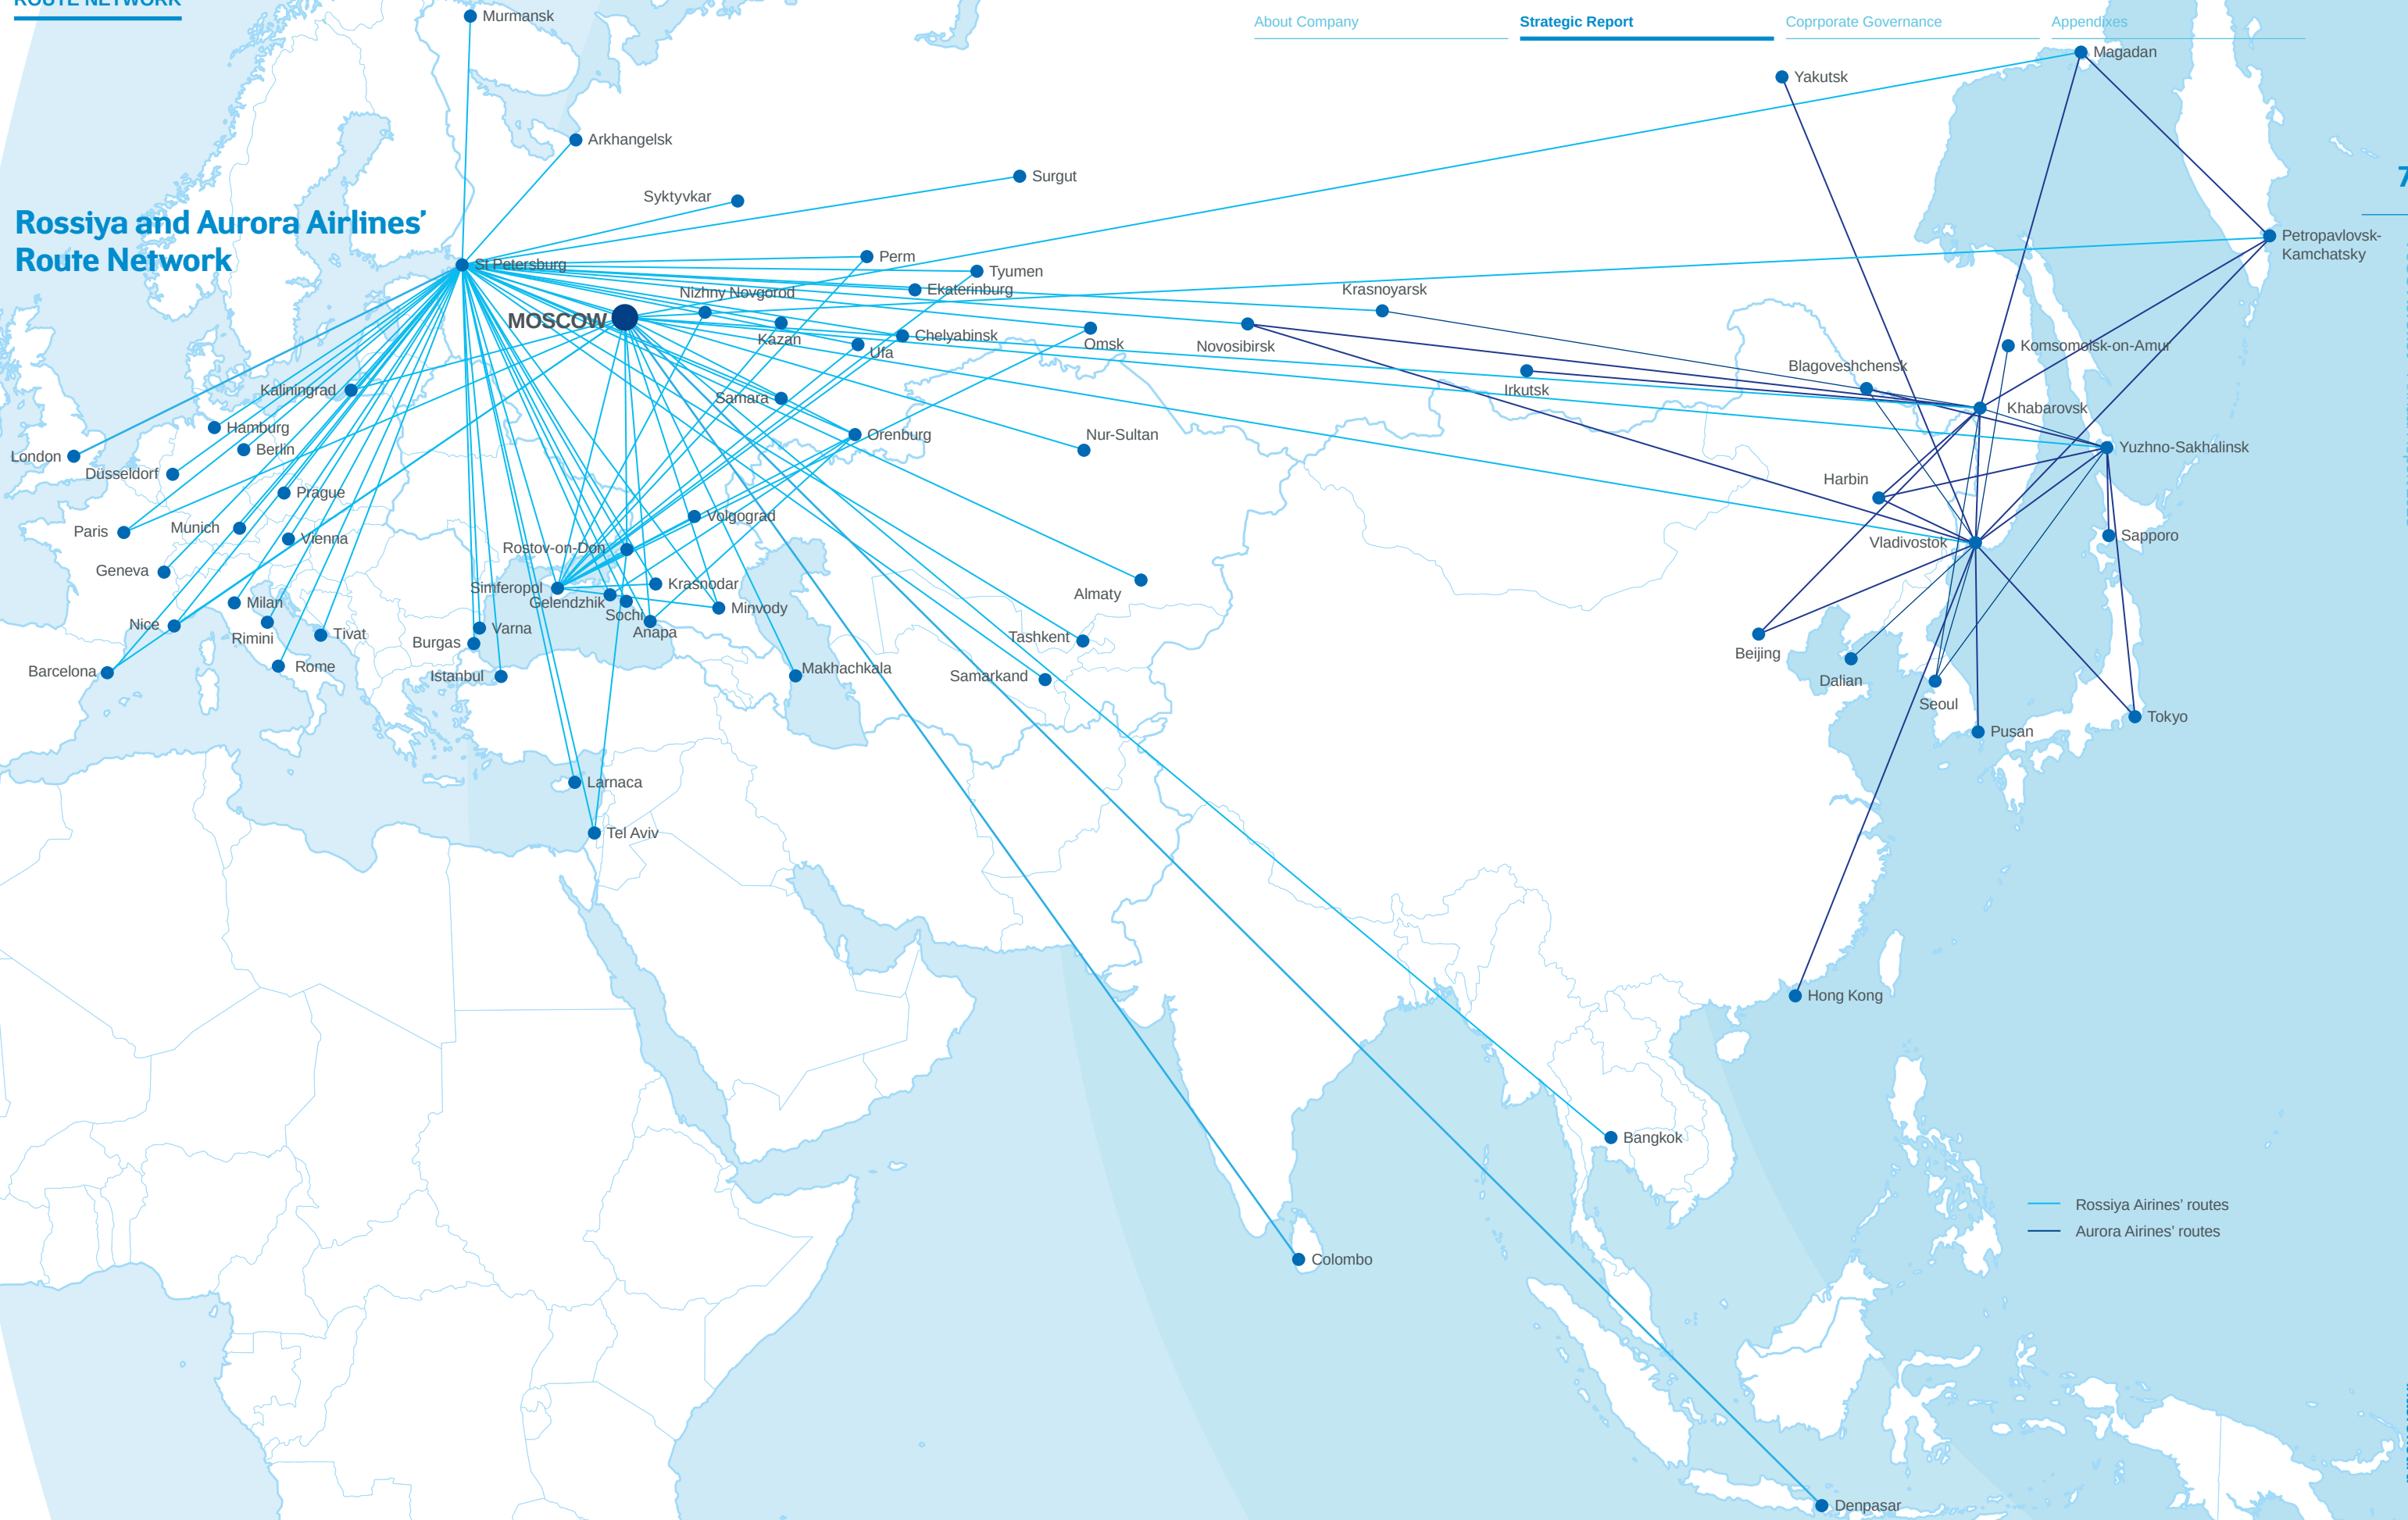 ROUTE NETWORK
About Company
Strategic Report
Coprporate Governance
Appendixes
7
Rossiya and Aurora Airlines’
Route Network
Murmansk
Magadan
Yakutsk
Arkhangelsk
Surgut
Syktyvkar
Petropavlovsk-
Kamchatsky
Perm
St Petersburg
Tyumen
Ekaterinburg
Nizhny Novgorod
Krasnoyarsk
MOSCOW
Kazan
Chelyabinsk
Ufa
Omsk
Novosibirsk
Komsomolsk-on-Amur
Blagoveshchensk
Kaliningrad
Samara
Irkutsk
Khabarovsk
Hamburg
Orenburg
Nur-Sultan
Yuzhno-Sakhalinsk
London
Berlin
Düsseldorf
Harbin
Prague
Volgograd
Paris
Munich
Vienna
Rostov-on-Don
Vladivostok
Sapporo
Geneva
Simferopol
Krasnodar
Almaty
Milan
Gelendzhik
Minvody
Sochi
Nice
Rimini
Tivat
Varna
Anapa
Tashkent
Burgas
Beijing
Barcelona
Rome
Istanbul
Makhachkala
Samarkand
Dalian
Seoul
Tokyo
Pusan
Larnaca
Tel Aviv
Hong Kong
Bangkok
Rossiya Airines’ routes
Aurora Airlines’ routes
Colombo
Denpasar